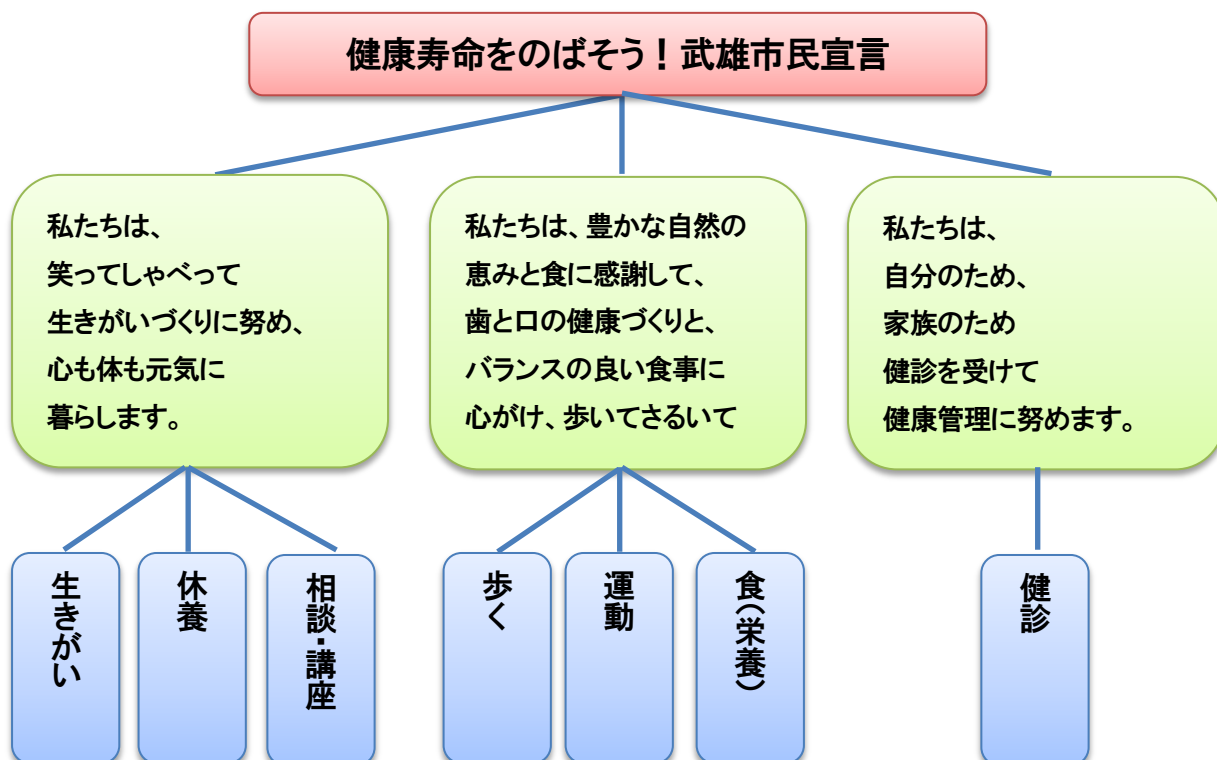 健康寿命をのばそう！武雄市民宣言
私たちは、
笑ってしゃべって
生きがいづくりに努め、
心も体も元気に
暮らします。
私たちは、豊かな自然の
恵みと食に感謝して、
歯と口の健康づくりと、
バランスの良い食事に
心がけ、歩いてさるいて
私たちは、
自分のため、
家族のため
健診を受けて
健康管理に努めます。
生きがい
休養
相談・講座
歩く
運動
食（栄養）
健診